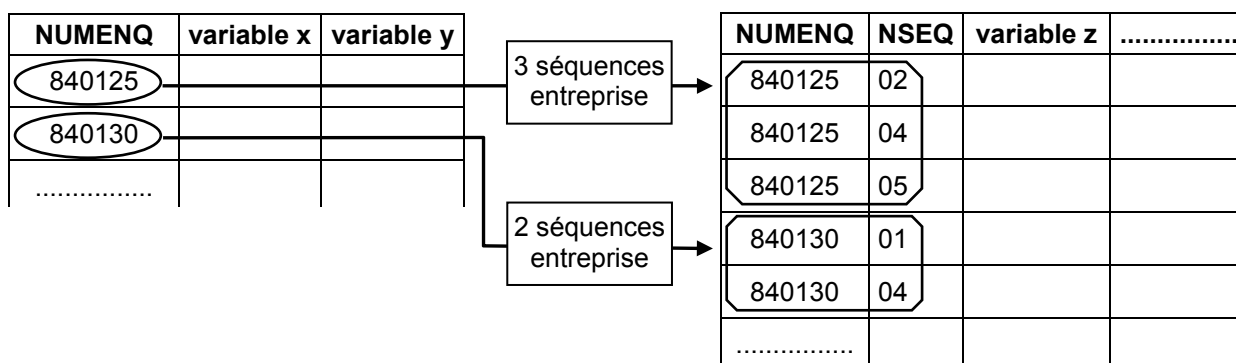 NUMENQ variable x variable y
840125
840130
................
3 séquences
entreprise
2 séquences
entreprise
NUMENQ NSEQ variable z ................
840125 02
840125 04
840125 05
840130 01
840130 04
................